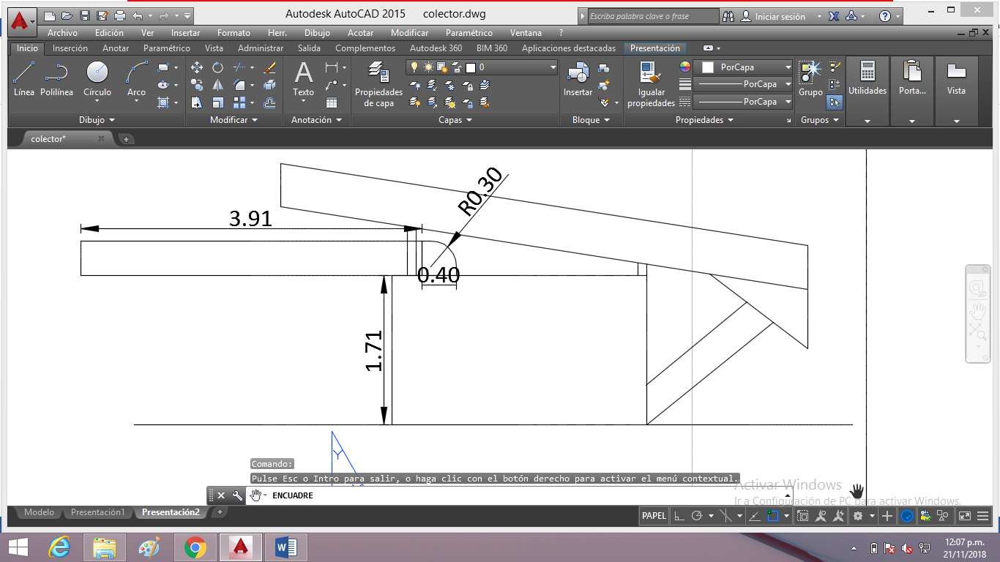 Autodesk AutoCAD 2015 colector.dwg
Escriba palabra clave o frase
Iniciar sesión
Archivo Edición Ver Insertar Formato Herr. Dibujo Acotar Modificar Paramétrico Ventana ?
Inicio Inserción Anotar Paramétrico Vista Administrar Salida Complementos Autodesk 360 BIM 360 Aplicaciones destacadas Presentación
0
PorCapa
Línea Polilínea Círculo Arco Texto Propiedades de capa Insertar Igualar propiedades PorCapa Grupo Utilidades Porta... Vista
PorCapa
Dibujo Modificar Anotación Capas Bloque Propiedades Grupos
colector*
R0.30
3.91
0.40
1.71
Y
Comando:
Pulse Esc o Intro para salir, o haga clic con el botón derecho para activar el menú contextual.
Activar Windows
ENCUADRE
Ir a Configuración de PC para activar Windows.
Modelo Presentación1 Presentación2
PAPEL
12:07 p.m.
21/11/2018